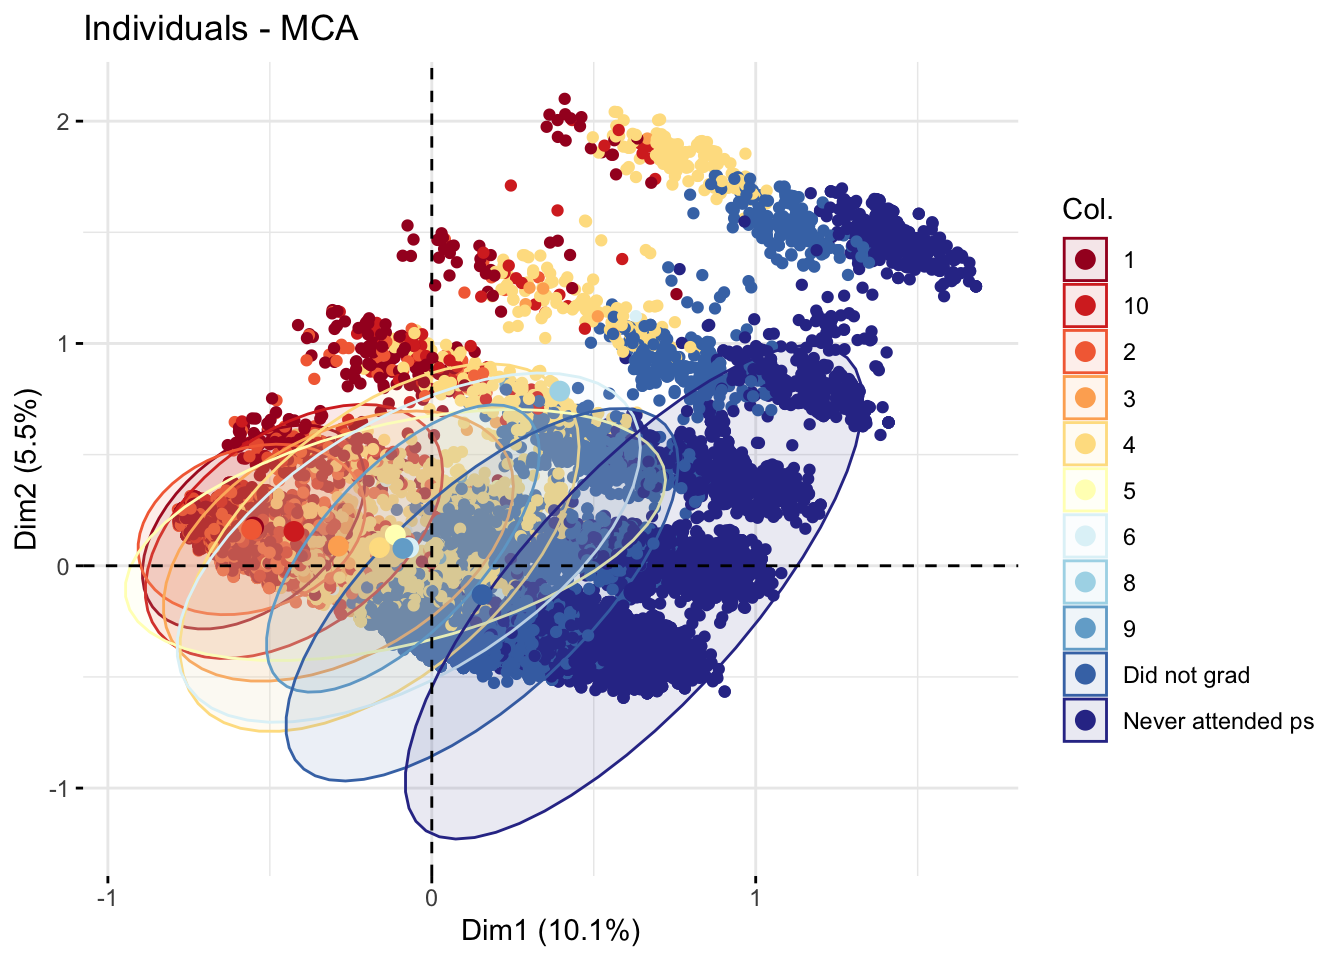 Individuals - MCA
2
1
0
-1
Dim2 (5.5%)
-1
0
1
Dim1 (10.1%)
Col.
1
10
2
3
4
5
6
8
9
Did not grad
Never attended ps